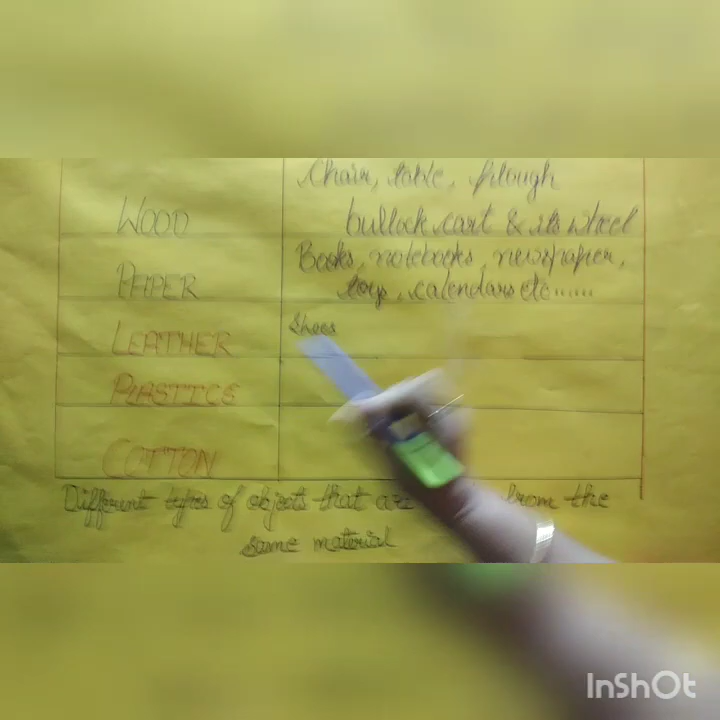 Chair, table, plough
WOOD
bullock cart & its wheel
Books, notebooks, newspaper,
PAPER
toys, calendars etc......
Shoes
LEATHER
PLASTICS
COTTON
Different types of objects that are from the
same material
InShOt